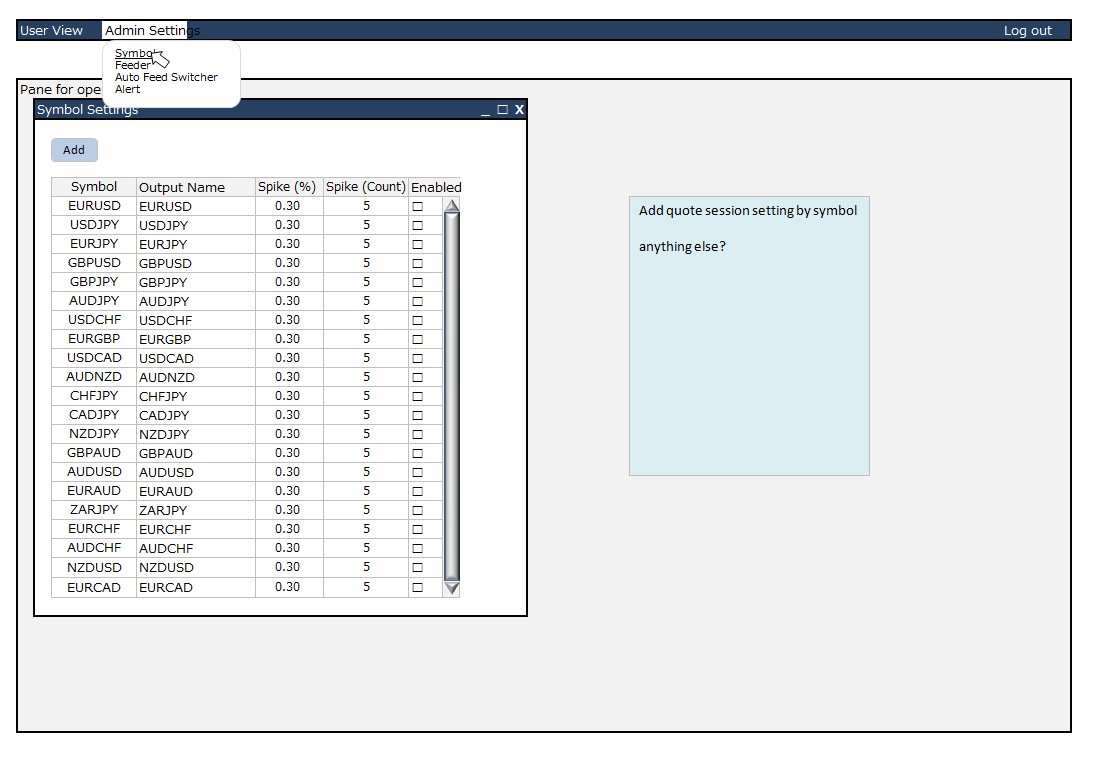 User View Admin Settings Log out
Symbol
Feeder
Auto Feed Switcher
Alert
Pane for ope
Symbol Settings _ □ X
Add
Symbol Output Name Spike (%) Spike (Count) Enabled
EURUSD EURUSD 0.30 5
USDJPY USDJPY 0.30 5
EURJPY EURJPY 0.30 5
GBPUSD GBPUSD 0.30 5
GBPJPY GBPJPY 0.30 5
AUDJPY AUDJPY 0.30 5
USDCHF USDCHF 0.30 5
EURGBP EURGBP 0.30 5
USDCAD USDCAD 0.30 5
AUDNZD AUDNZD 0.30 5
CHFJPY CHFJPY 0.30 5
CADJPY CADJPY 0.30 5
NZDJPY NZDJPY 0.30 5
GBPAUD GBPAUD 0.30 5
AUDUSD AUDUSD 0.30 5
EURAUD EURAUD 0.30 5
ZARJPY ZARJPY 0.30 5
EURCHF EURCHF 0.30 5
AUDCHF AUDCHF 0.30 5
NZDUSD NZDUSD 0.30 5
EURCAD EURCAD 0.30 5
Add quote session setting by symbol
anything else?